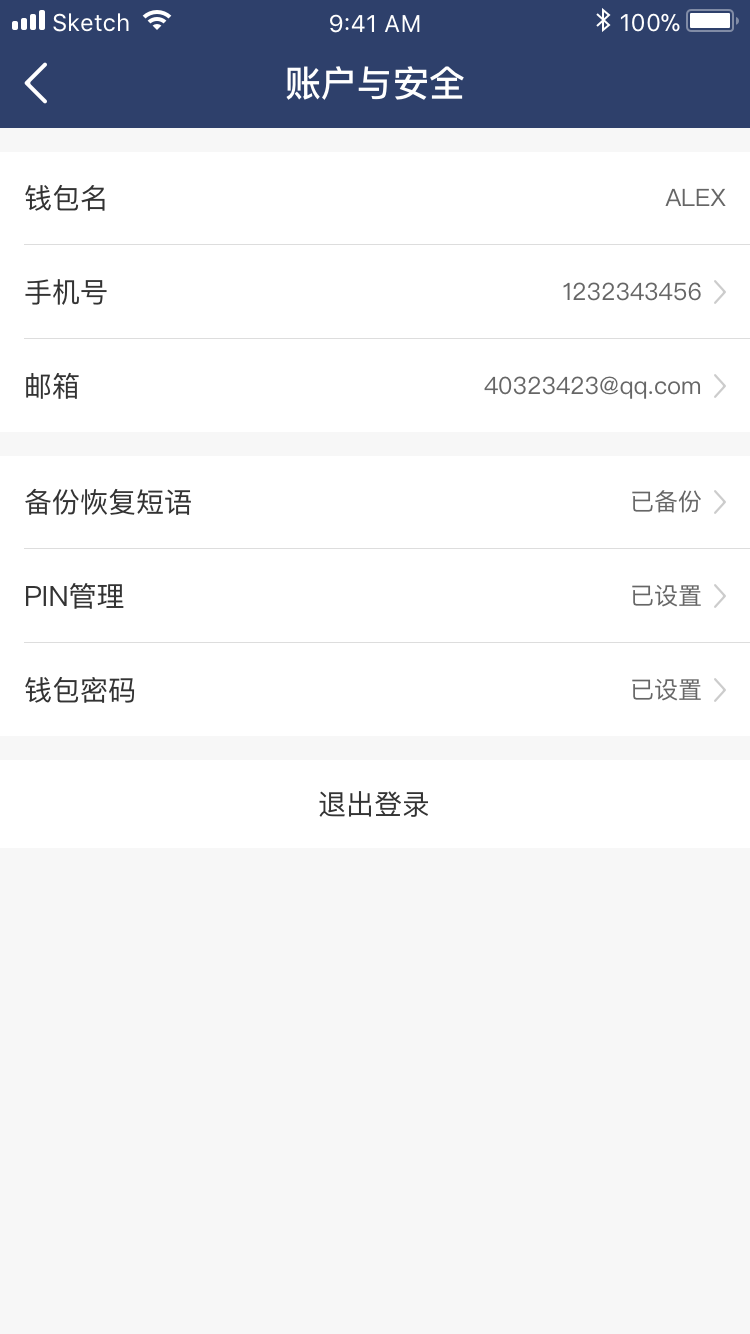 Sketch 9:41 AM 100%
账户与安全
钱包名 ALEX
手机号 1232343456
邮箱 40323423@qq.com
备份恢复短语 已备份
PIN管理 已设置
钱包密码 已设置
退出登录